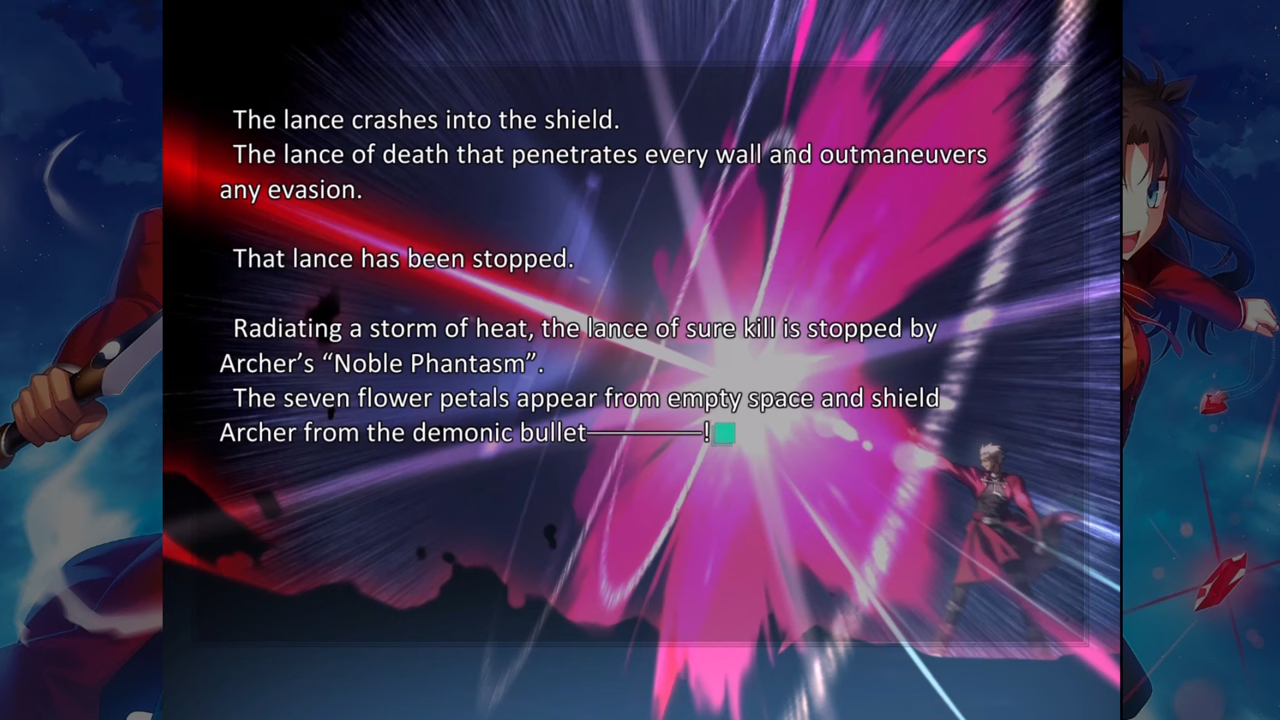 The lance crashes into the shield.
The lance of death that penetrates every wall and outmaneuvers
any evasion.
That lance has been stopped.
Radiating a storm of heat, the lance of sure kill is stopped by
Archer’s “Noble Phantasm”.
The seven flower petals appear from empty space and shield
Archer from the demonic bullet――――!